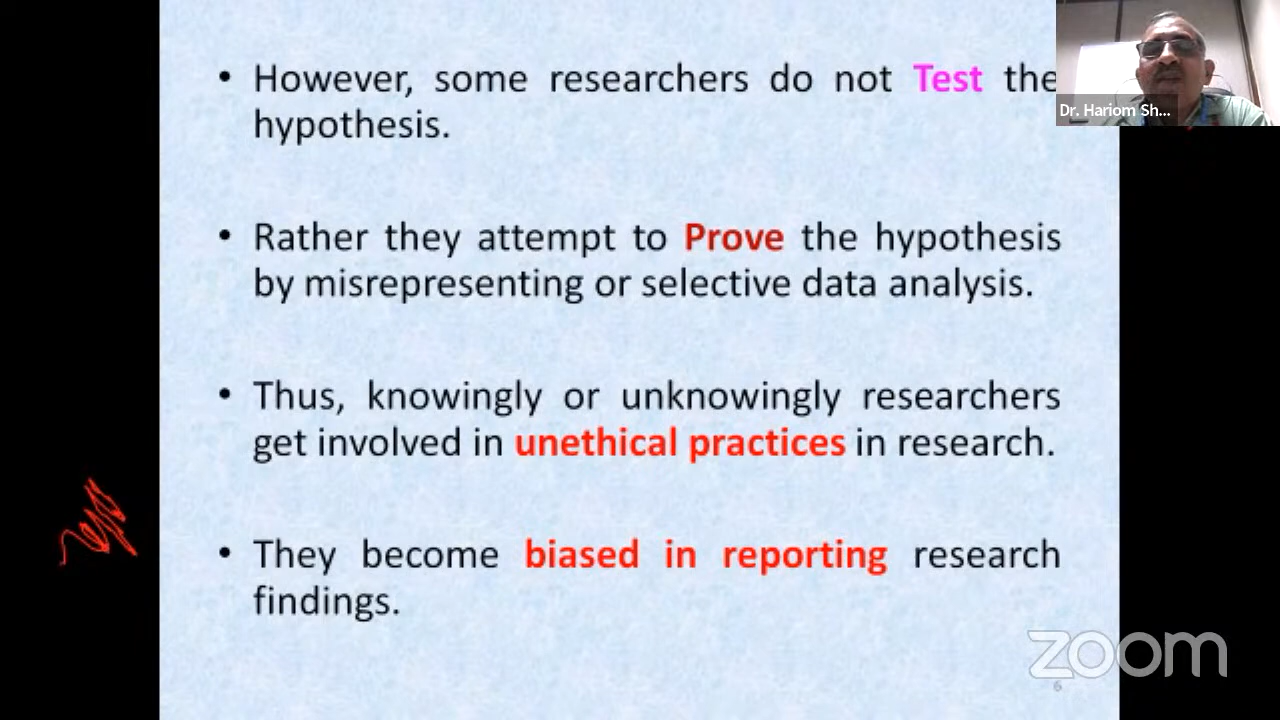 • However, some researchers do not Test the
hypothesis.
• Rather they attempt to Prove the hypothesis
by misrepresenting or selective data analysis.
• Thus, knowingly or unknowingly researchers
get involved in unethical practices in research.
• They become biased in reporting research
findings.
Dr. Hariom Sh...
zoom
6